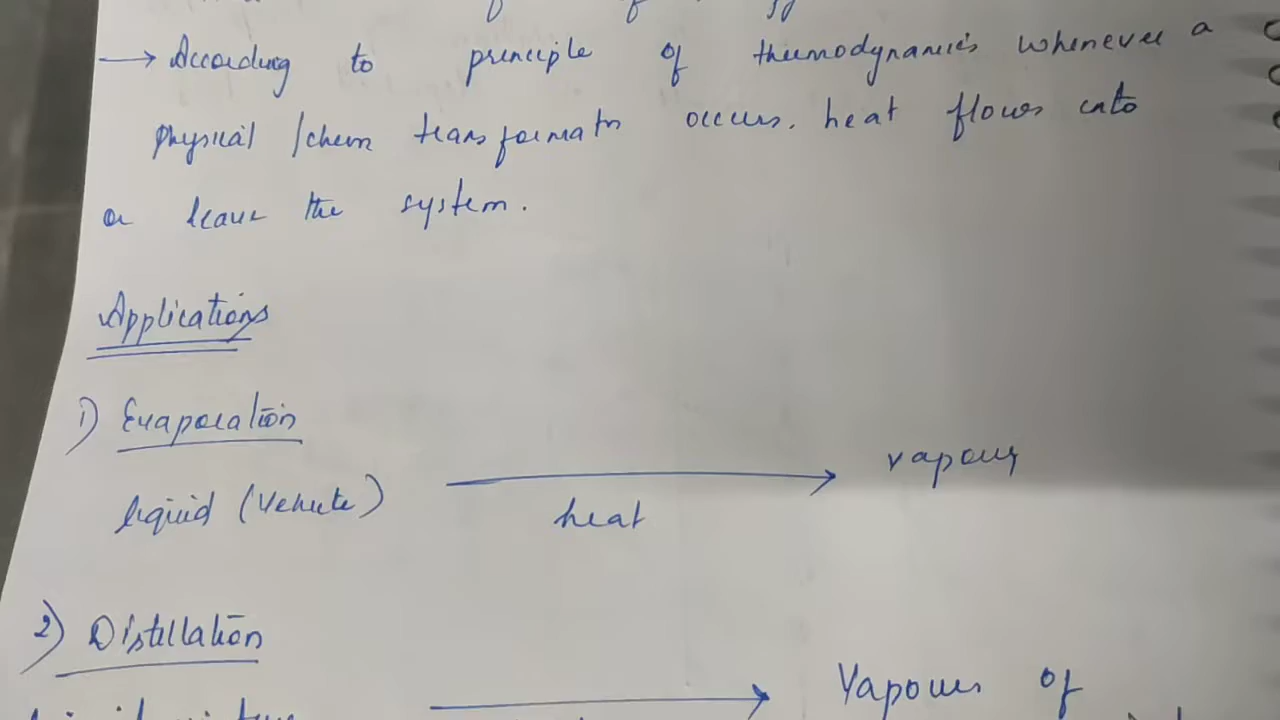 → According to principle of thermodynamics whenever a
physical /chem transformatn occurs. heat flows into
or leave the system.
Applications
1) Evaporation
liquid (Vehicle) → vapours
heat
2) Distillation
→ Vapours of